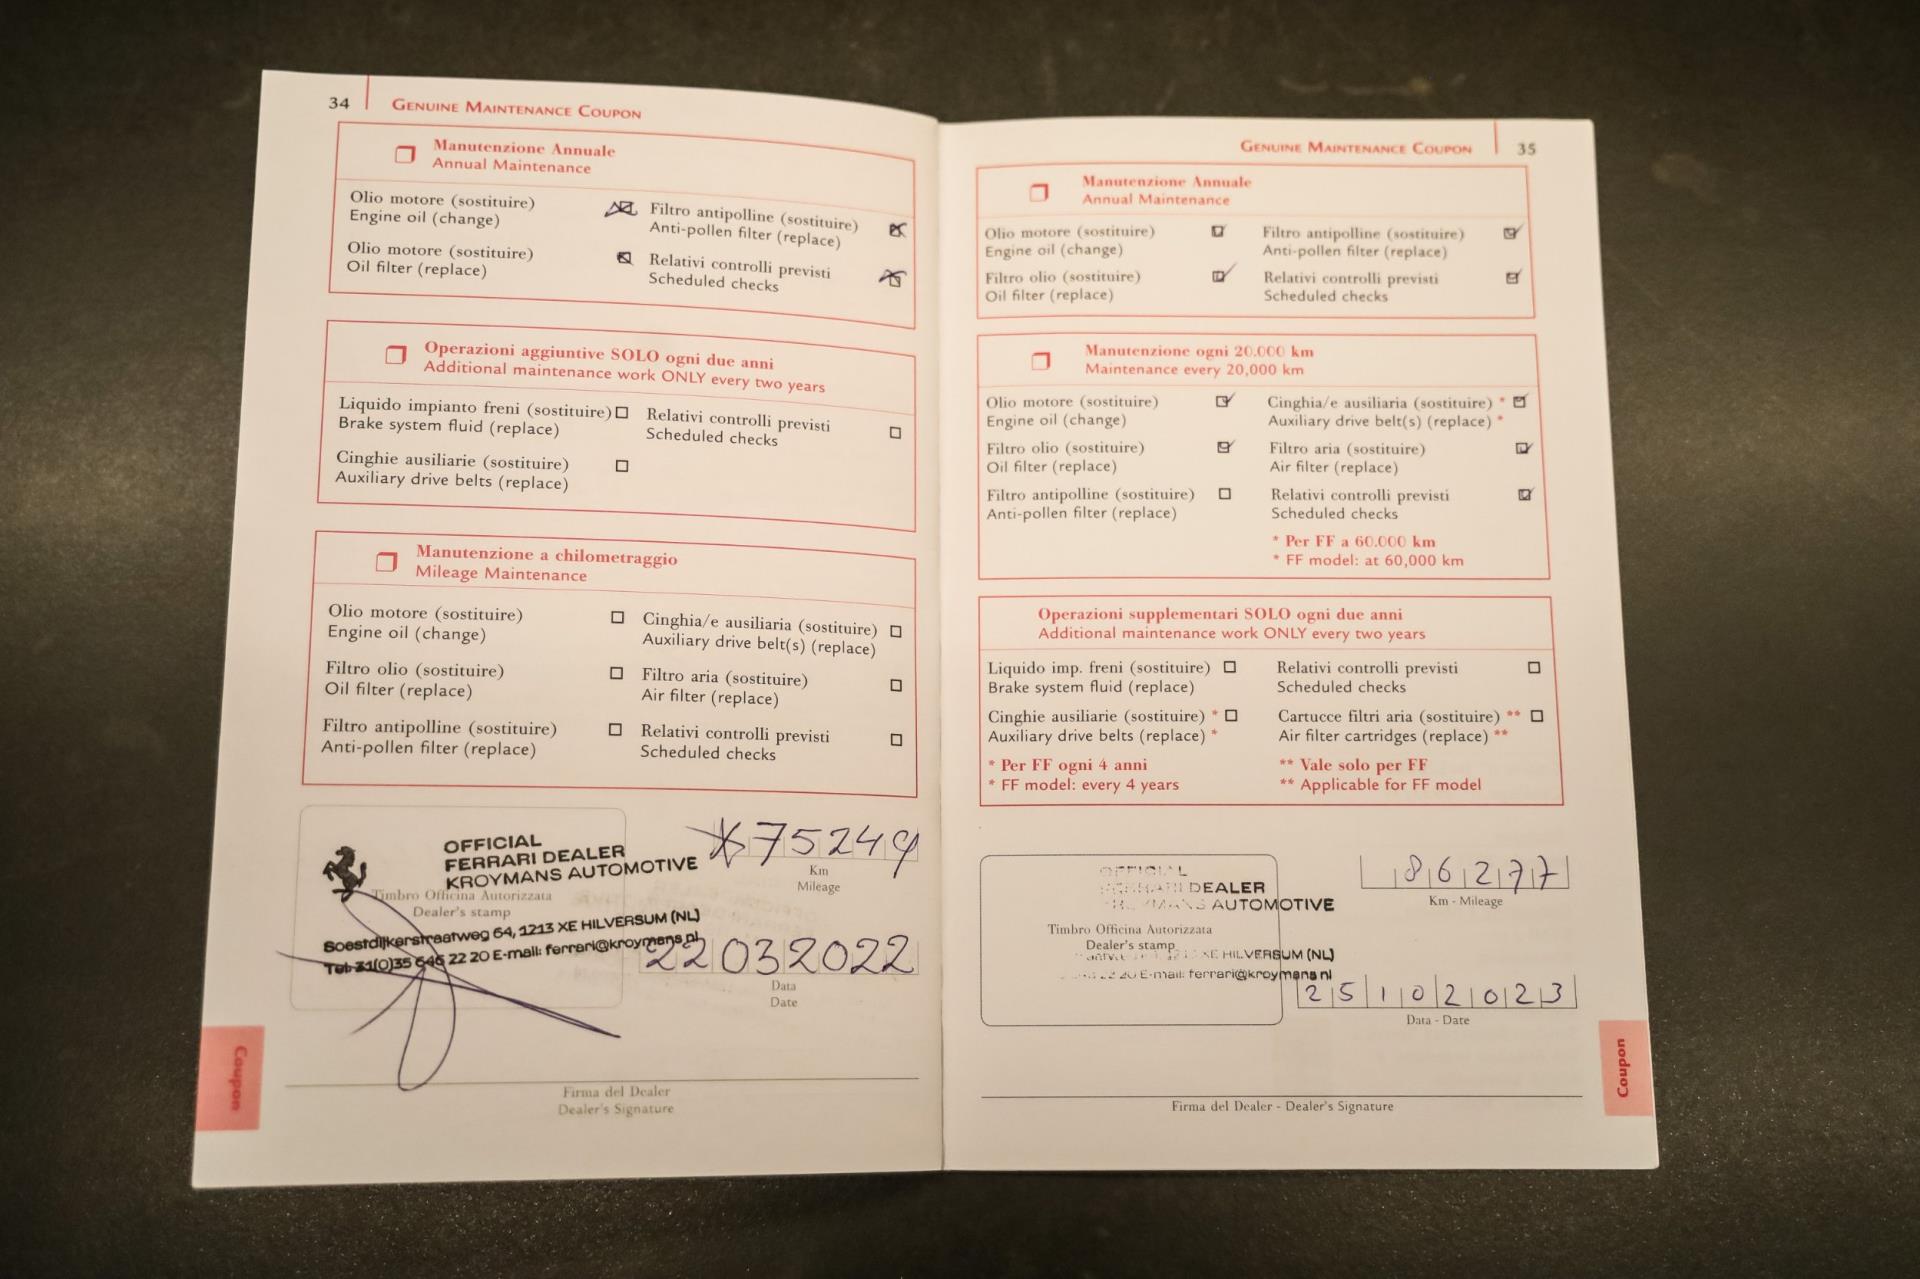 34 GENUINE MAINTENANCE COUPON
Manutenzione Annuale
Annual Maintenance
Olio motore (sostituire)
Engine oil (change)
Filtro antipolline (sostituire)
Anti-pollen filter (replace)
Olio motore (sostituire)
Oil filter (replace)
Relativi controlli previsti
Scheduled checks
Operazioni aggiuntive SOLO ogni due anni
Additional maintenance work ONLY every two years
Liquido impianto freni (sostituire)
Brake system fluid (replace)
Relativi controlli previsti
Scheduled checks
Cinghie ausiliarie (sostituire)
Auxiliary drive belts (replace)
Manutenzione a chilometraggio
Mileage Maintenance
Olio motore (sostituire)
Engine oil (change)
Cinghia/e ausiliaria (sostituire)
Auxiliary drive belt(s) (replace)
Filtro olio (sostituire)
Oil filter (replace)
Filtro aria (sostituire)
Air filter (replace)
Filtro antipolline (sostituire)
Anti-pollen filter (replace)
Relativi controlli previsti
Scheduled checks
OFFICIAL
FERRARI DEALER
KROYMANS AUTOMOTIVE
Timbro Officina Autorizzata
Dealer's stamp
Soestdijkerstraatweg 64, 1213 XE HILVERSUM (NL)
Tel: 31(0)35 646 22 20 E-mail: ferrari@kroymans.nl
75249
Km
Mileage
22032022
Data
Date
Firma del Dealer
Dealer's Signature
Coupon
GENUINE MAINTENANCE COUPON 35
Manutenzione Annuale
Annual Maintenance
Olio motore (sostituire)
Engine oil (change)
Filtro antipolline (sostituire)
Anti-pollen filter (replace)
Filtro olio (sostituire)
Oil filter (replace)
Relativi controlli previsti
Scheduled checks
Manutenzione ogni 20.000 km
Maintenance every 20,000 km
Olio motore (sostituire)
Engine oil (change)
Cinghia/e ausiliaria (sostituire) *
Auxiliary drive belt(s) (replace) *
Filtro olio (sostituire)
Oil filter (replace)
Filtro aria (sostituire)
Air filter (replace)
Filtro antipolline (sostituire)
Anti-pollen filter (replace)
Relativi controlli previsti
Scheduled checks
* Per FF a 60.000 km
* FF model: at 60,000 km
Operazioni supplementari SOLO ogni due anni
Additional maintenance work ONLY every two years
Liquido imp. freni (sostituire)
Brake system fluid (replace)
Relativi controlli previsti
Scheduled checks
Cinghie ausiliarie (sostituire) *
Auxiliary drive belts (replace) *
Cartucce filtri aria (sostituire) **
Air filter cartridges (replace) **
* Per FF ogni 4 anni
* FF model: every 4 years
** Vale solo per FF
** Applicable for FF model
OFFICIAL
DEALER
AUTOMOTIVE
Timbro Officina Autorizzata
Dealer's stamp
XE HILVERSUM (NL)
22 20 E-mail: ferrari@kroymans.nl
86277
Km - Mileage
25102023
Data - Date
Firma del Dealer - Dealer's Signature
Coupon